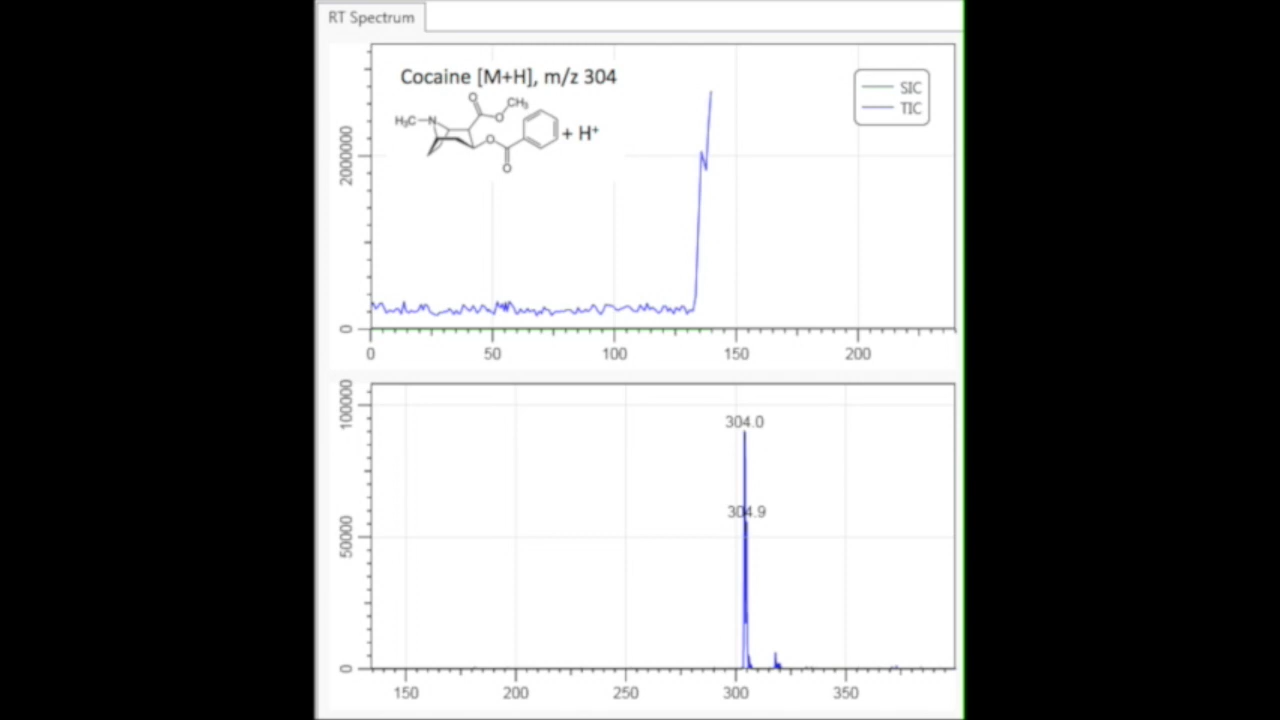 RT Spectrum
Cocaine [M+H], m/z 304
O
CH₃
H₃C
N
O
O
+ H⁺
O
SIC
TIC
2000000
0
0 50 100 150 200
100000
50000
0
304.0
304.9
150 200 250 300 350